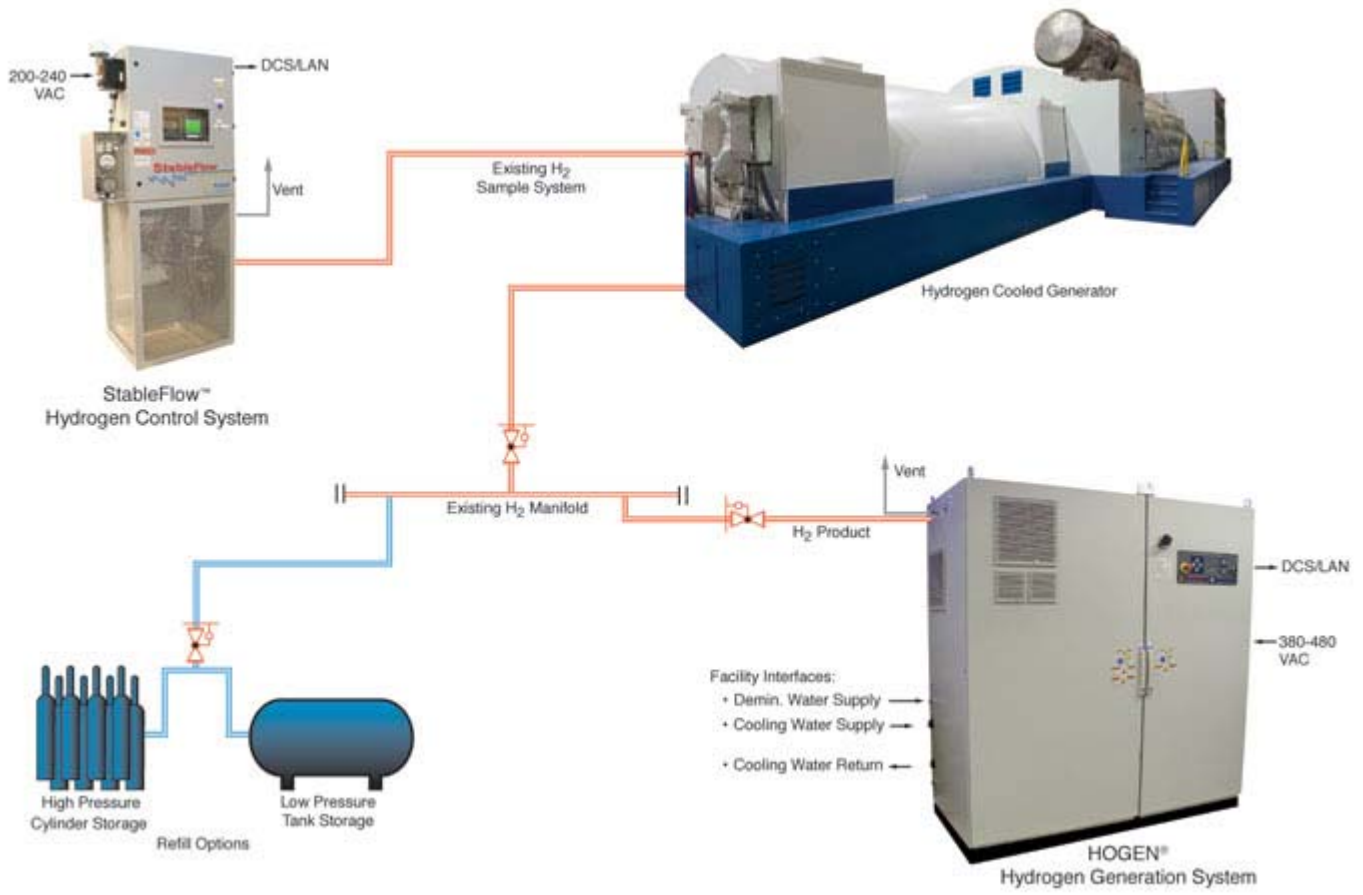 200-240
VAC
DCS/LAN
StableFlow
Vent
Existing H2
Sample System
Hydrogen Cooled Generator
StableFlow™
Hydrogen Control System
Existing H2 Manifold
Vent
H2 Product
DCS/LAN
380-480
VAC
Facility Interfaces:
• Demin. Water Supply
• Cooling Water Supply
• Cooling Water Return
High Pressure
Cylinder Storage
Low Pressure
Tank Storage
Refill Options
HOGEN®
Hydrogen Generation System